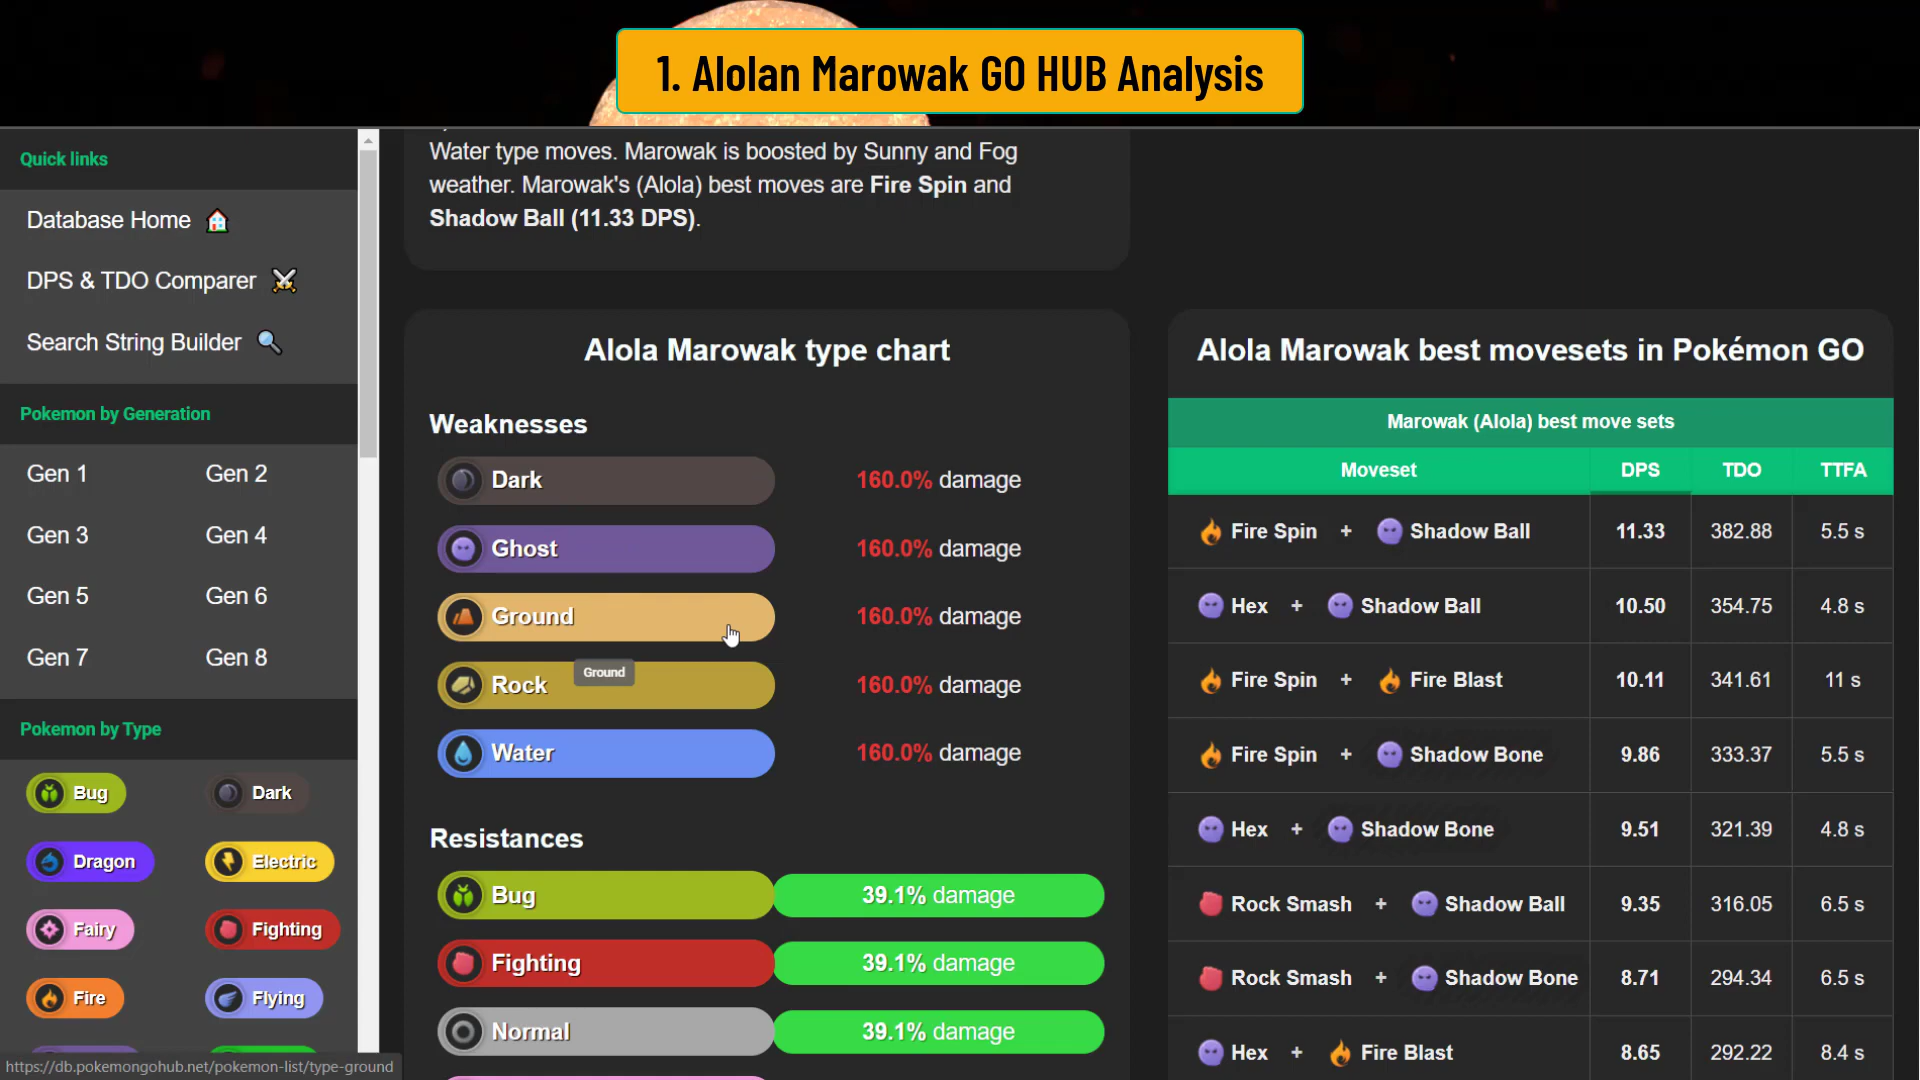 1. Alolan Marowak GO HUB Analysis
Quick links
Database Home
DPS & TDO Comparer
Search String Builder
Pokemon by Generation
Gen 1 Gen 2
Gen 3 Gen 4
Gen 5 Gen 6
Gen 7 Gen 8
Pokemon by Type
Bug Dark
Dragon Electric
Fairy Fighting
Fire Flying
https://db.pokemongohub.net/pokemon-list/type-ground
Water type moves. Marowak is boosted by Sunny and Fog
weather. Marowak's (Alola) best moves are Fire Spin and
Shadow Ball (11.33 DPS).
Alola Marowak type chart
Weaknesses
Dark 160.0% damage
Ghost 160.0% damage
Ground 160.0% damage
Ground
Rock 160.0% damage
Water 160.0% damage
Resistances
Bug 39.1% damage
Fighting 39.1% damage
Normal 39.1% damage
Alola Marowak best movesets in Pokémon GO
Marowak (Alola) best move sets
Moveset DPS TDO TTFA
Fire Spin + Shadow Ball 11.33 382.88 5.5 s
Hex + Shadow Ball 10.50 354.75 4.8 s
Fire Spin + Fire Blast 10.11 341.61 11 s
Fire Spin + Shadow Bone 9.86 333.37 5.5 s
Hex + Shadow Bone 9.51 321.39 4.8 s
Rock Smash + Shadow Ball 9.35 316.05 6.5 s
Rock Smash + Shadow Bone 8.71 294.34 6.5 s
Hex + Fire Blast 8.65 292.22 8.4 s